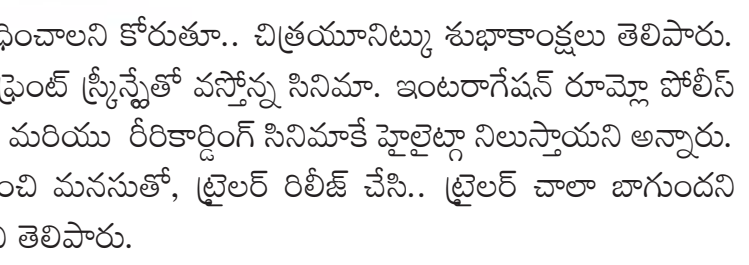 ధించాలని కోరుతూ.. చిత్రయూనిట్కు శుభాకాంక్షలు తెలిపారు.
ఫ్రెంట్ స్క్రీన్ప్లేతో వస్తోన్న సినిమా. ఇంటరాగేషన్ రూమ్లో పోలీస్
మరియు రీరికార్డింగ్ సినిమాకే హైలైట్గా నిలుస్తాయని అన్నారు.
ంచి మనసుతో, ట్రైలర్ రిలీజ్ చేసి.. ట్రైలర్ చాలా బాగుందని
తెలిపారు.